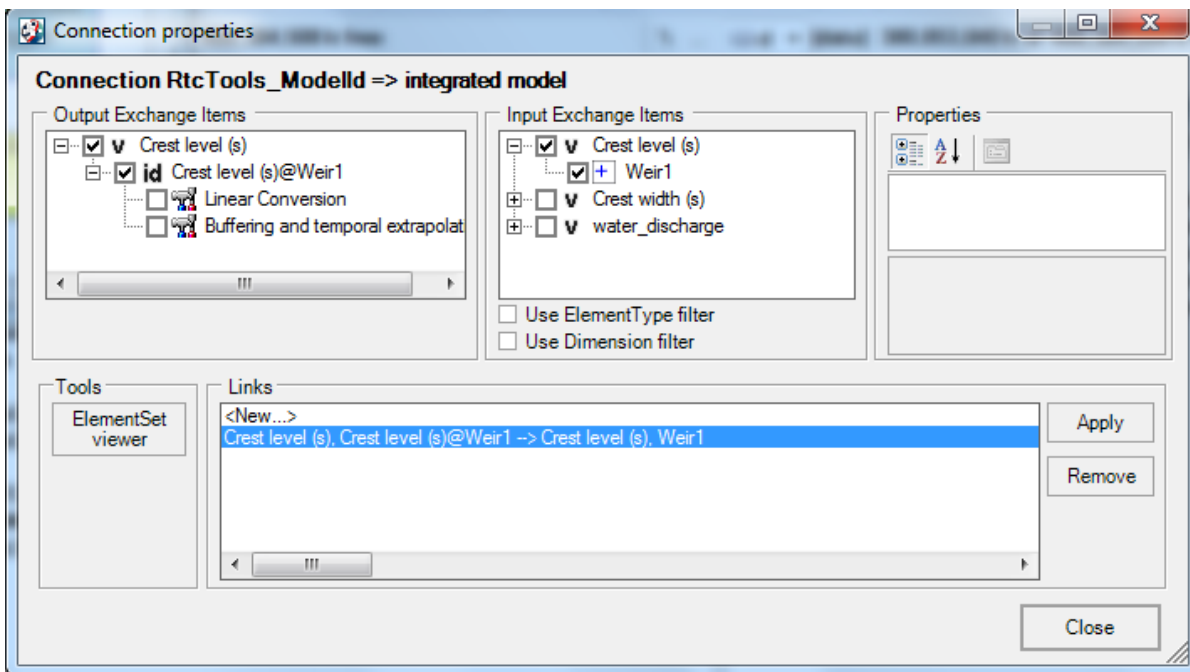 Connection properties
Connection RtcTools_ModelId => integrated model
Output Exchange Items
v Crest level (s)
id Crest level (s)@Weir1
Linear Conversion
Buffering and temporal extrapolat
Input Exchange Items
v Crest level (s)
Weir1
v Crest width (s)
v water_discharge
Use ElementType filter
Use Dimension filter
Properties
Tools
ElementSet
viewer
Links
<New...>
Crest level (s), Crest level (s)@Weir1 --> Crest level (s), Weir1
Apply
Remove
Close